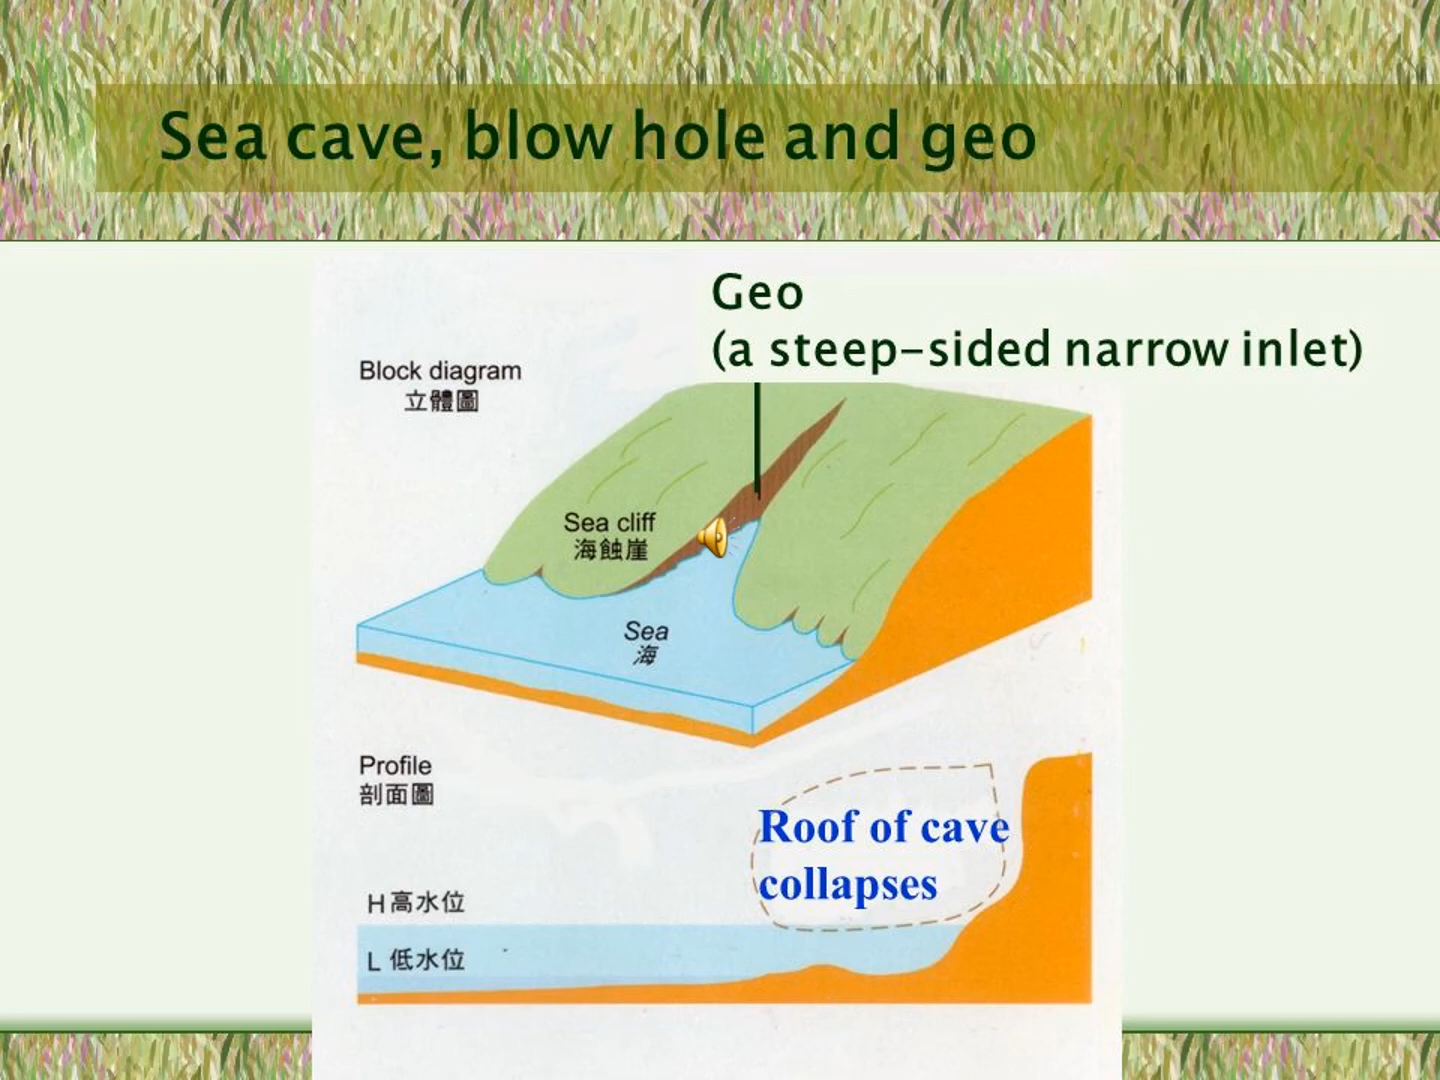 Sea cave, blow hole and geo
Geo
(a steep-sided narrow inlet)
Block diagram
立體圖
Sea cliff
海蝕崖
Sea
海
Profile
剖面圖
Roof of cave
collapses
H高水位
L 低水位